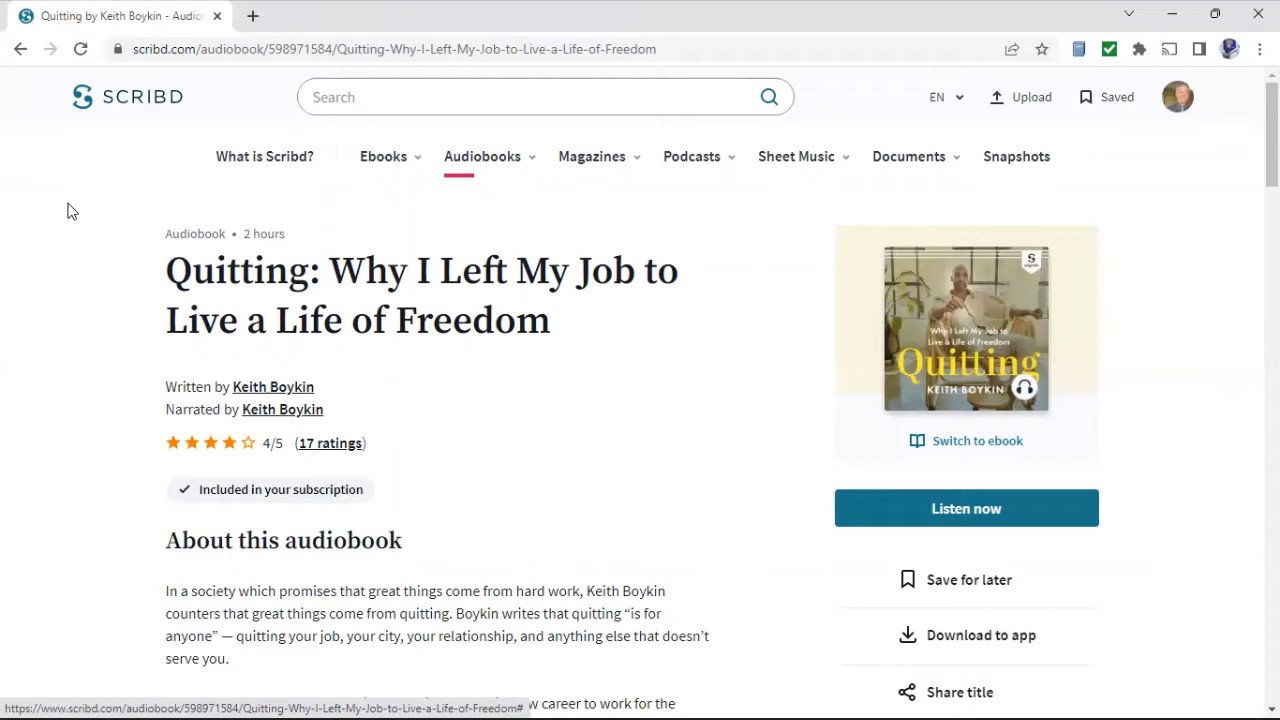 Quitting by Keith Boykin - Audio
scribd.com/audiobook/598971584/Quitting-Why-I-Left-My-Job-to-Live-a-Life-of-Freedom
SCRIBD
Search
EN
Upload
Saved
What is Scribd? Ebooks Audiobooks Magazines Podcasts Sheet Music Documents Snapshots
Audiobook • 2 hours
Quitting: Why I Left My Job to
Live a Life of Freedom
Written by Keith Boykin
Narrated by Keith Boykin
4/5 (17 ratings)
Included in your subscription
About this audiobook
In a society which promises that great things come from hard work, Keith Boykin
counters that great things come from quitting. Boykin writes that quitting “is for
anyone” — quitting your job, your city, your relationship, and anything else that doesn’t
serve you.
w career to work for the
Why I Left My Job to
Live a Life of Freedom
Quitting
KEITH BOYKIN
Switch to ebook
Listen now
Save for later
Download to app
Share title
https://www.scribd.com/audiobook/598971584/Quitting-Why-I-Left-My-Job-to-Live-a-Life-of-Freedom#